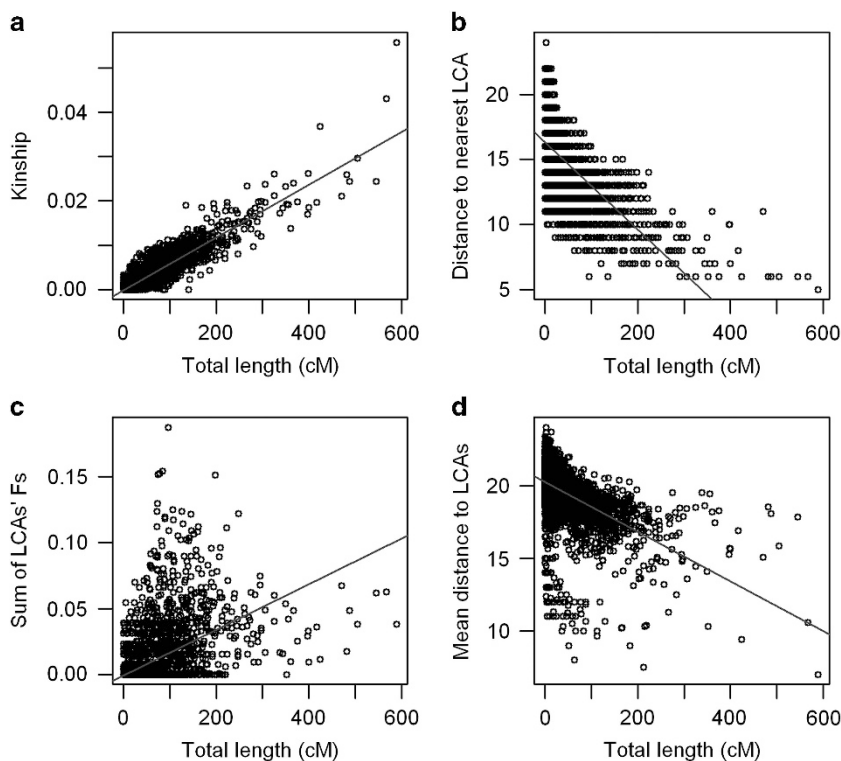 a
Kinship
0.04
0.02
0.00
0 200 400 600
Total length (cM)
b
Distance to nearest LCA
20
15
10
5
0 200 400 600
Total length (cM)
c
Sum of LCAs' Fs
0.15
0.10
0.05
0.00
0 200 400 600
Total length (cM)
d
Mean distance to LCAs
20
15
10
0 200 400 600
Total length (cM)